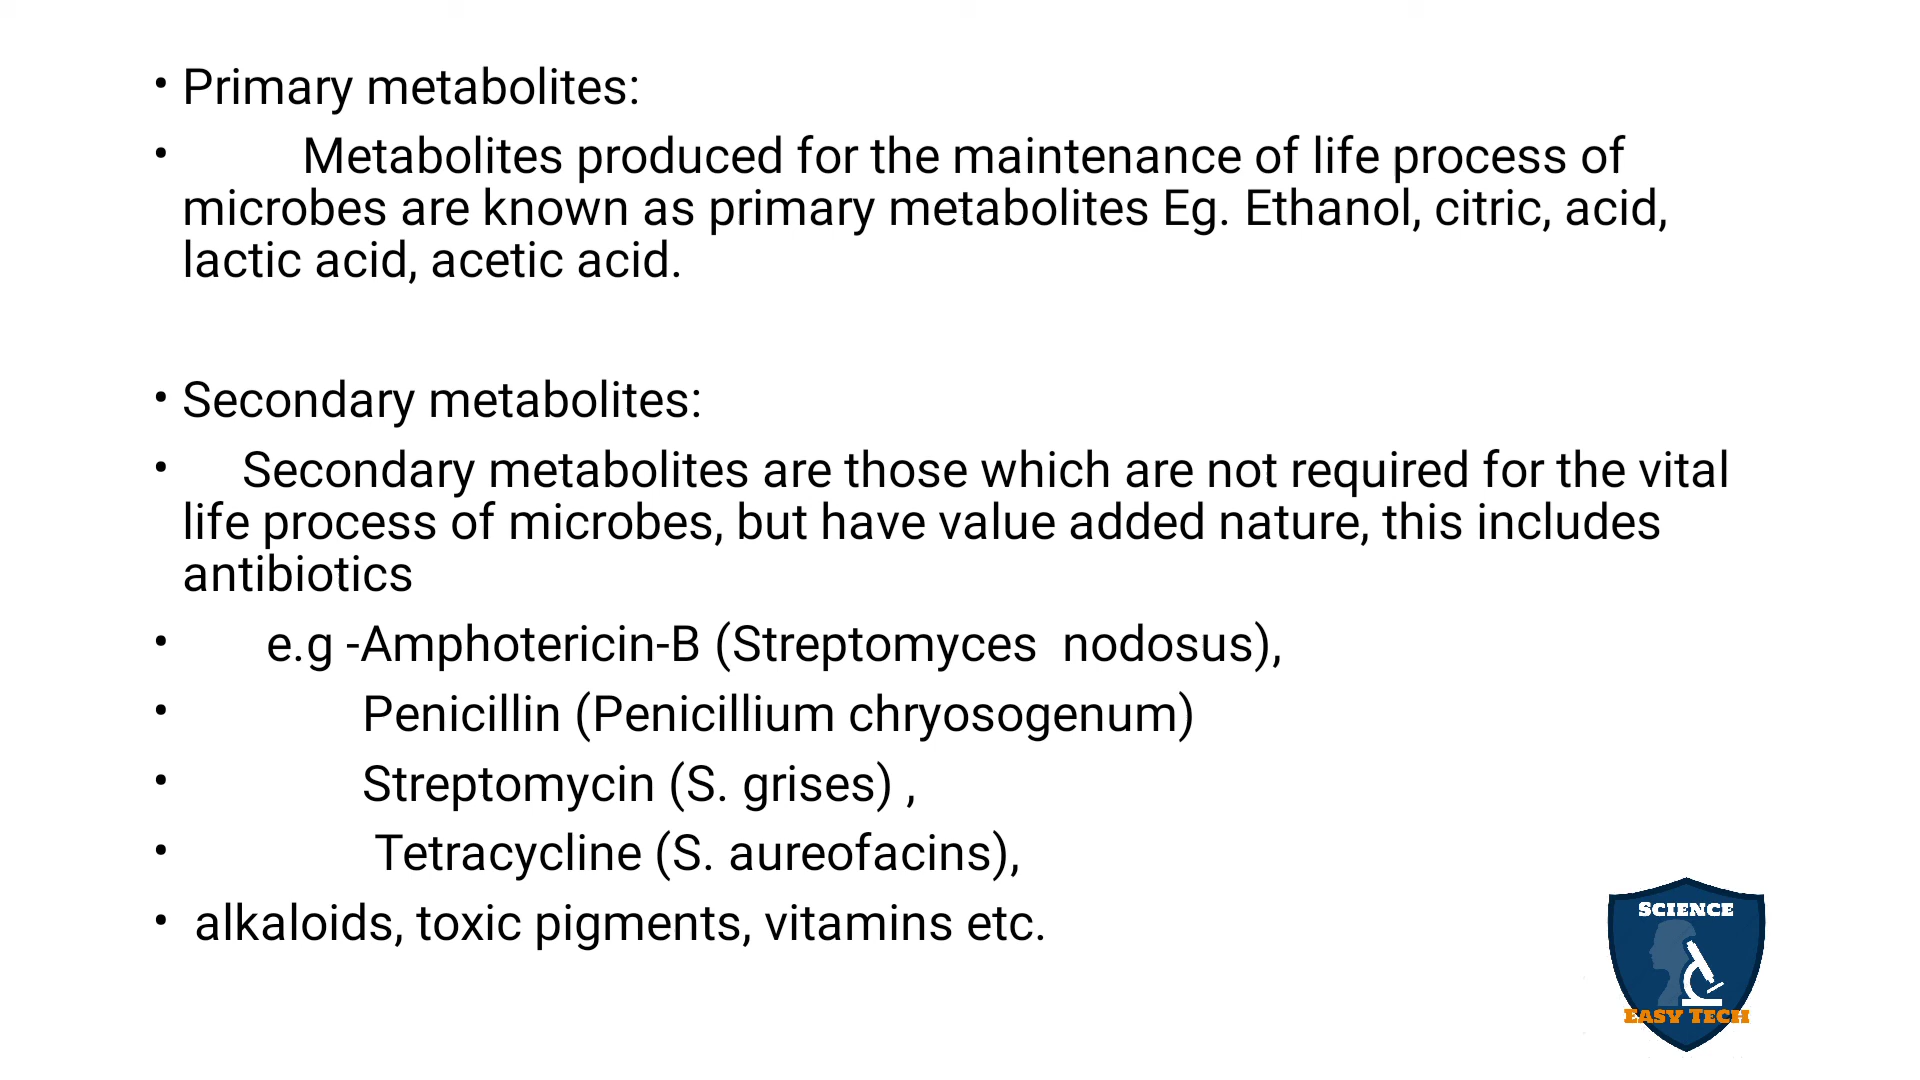 • Primary metabolites:
• Metabolites produced for the maintenance of life process of
microbes are known as primary metabolites Eg. Ethanol, citric, acid,
lactic acid, acetic acid.
• Secondary metabolites:
• Secondary metabolites are those which are not required for the vital
life process of microbes, but have value added nature, this includes
antibiotics
• e.g -Amphotericin-B (Streptomyces nodosus),
• Penicillin (Penicillium chryosogenum)
• Streptomycin (S. grises) ,
• Tetracycline (S. aureofacins),
• alkaloids, toxic pigments, vitamins etc.
SCIENCE
EASY TECH